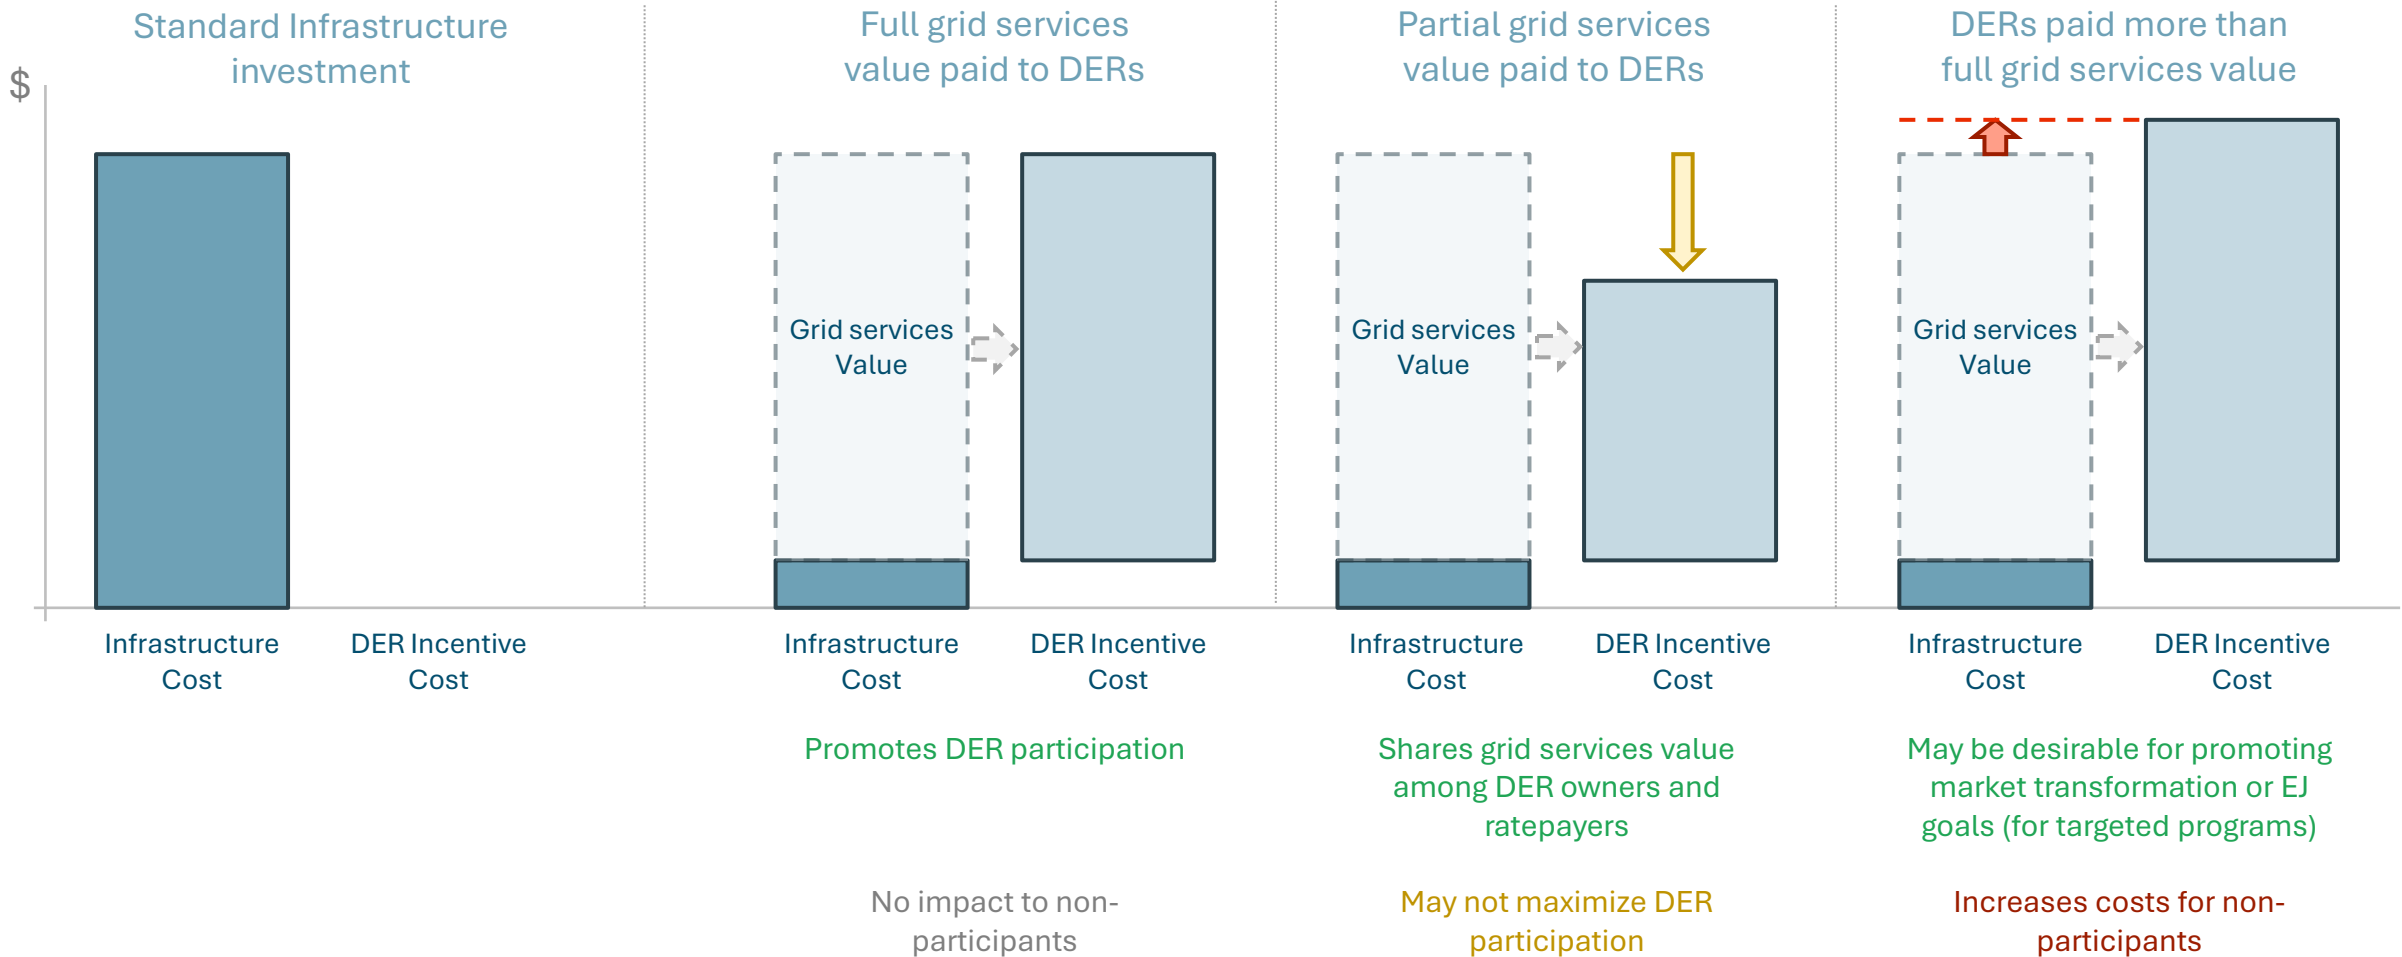 Standard Infrastructure
investment
Full grid services
value paid to DERs
Partial grid services
value paid to DERs
DERs paid more than
full grid services value
$
Grid services
Value
Grid services
Value
Grid services
Value
Infrastructure
Cost
DER Incentive
Cost
Infrastructure
Cost
DER Incentive
Cost
Infrastructure
Cost
DER Incentive
Cost
Infrastructure
Cost
DER Incentive
Cost
Promotes DER participation
Shares grid services value
among DER owners and
ratepayers
May be desirable for promoting
market transformation or EJ
goals (for targeted programs)
No impact to non-
participants
May not maximize DER
participation
Increases costs for non-
participants